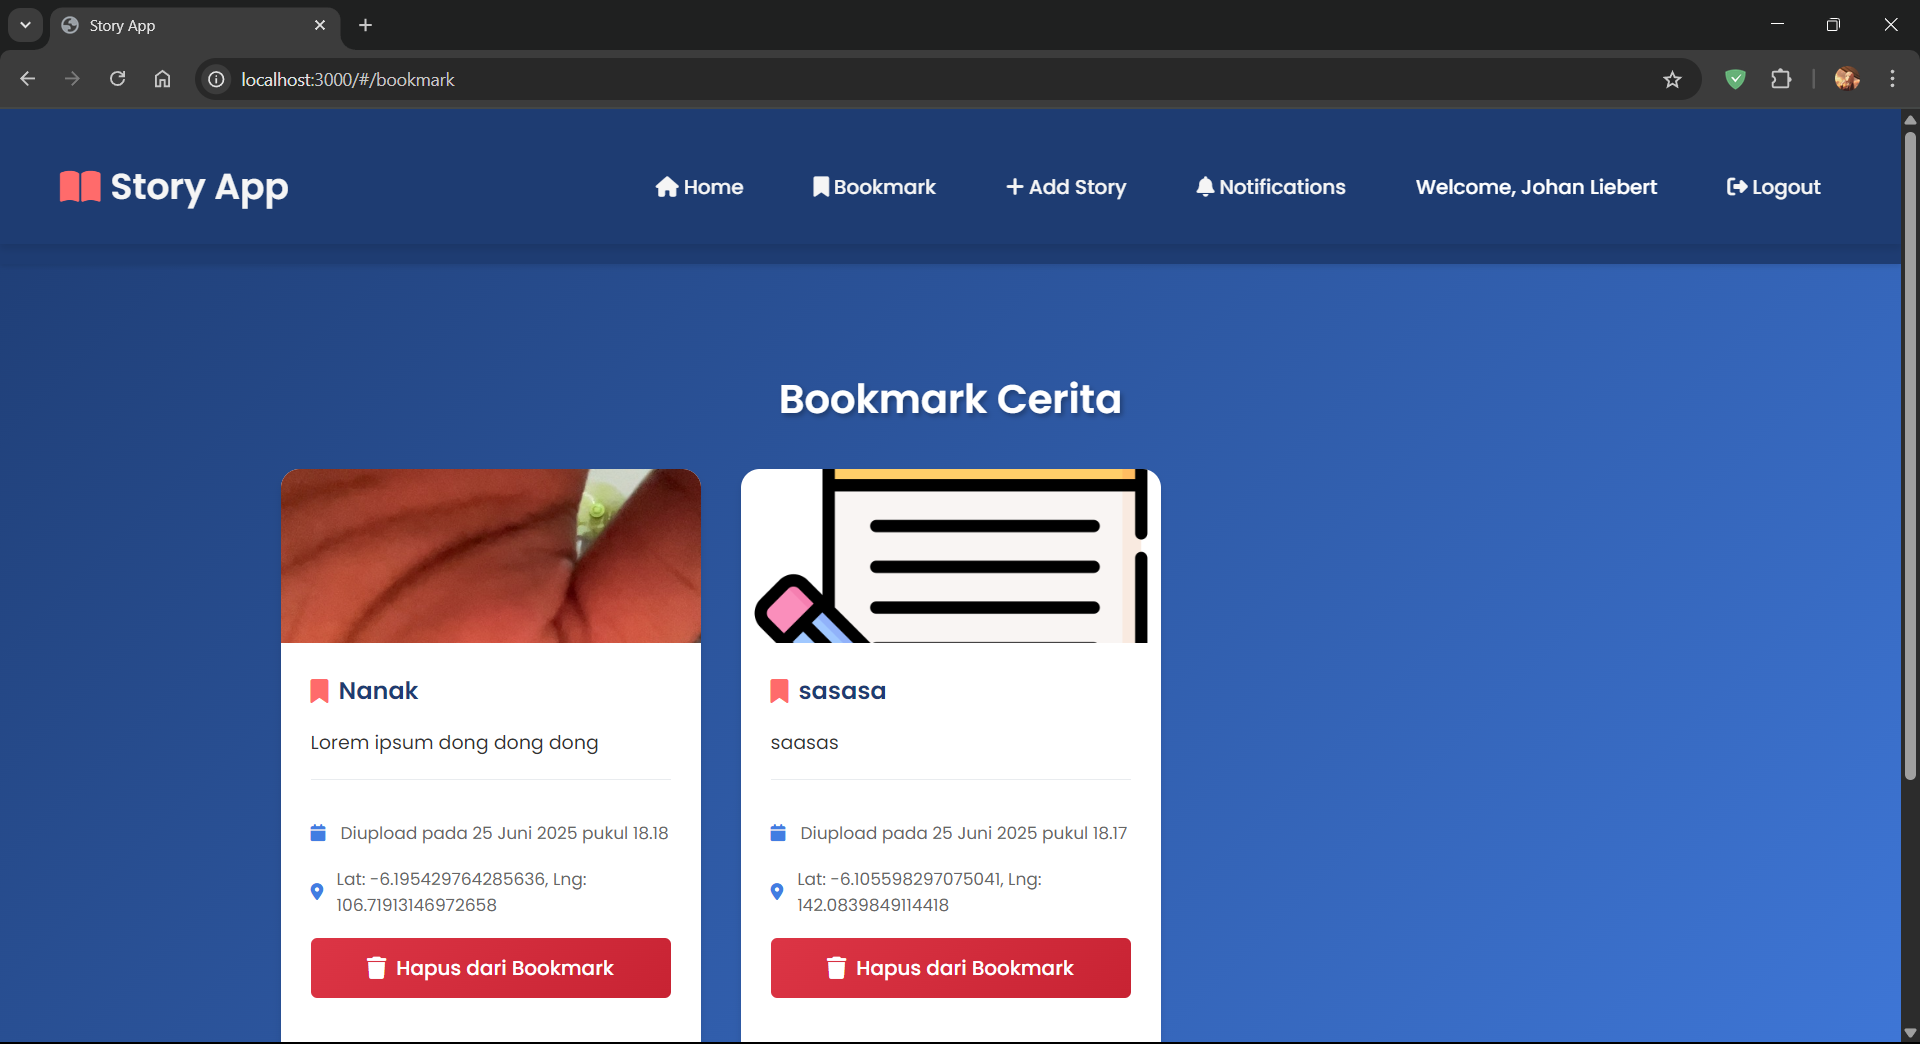 Story App
localhost:3000/#/bookmark
Story App
Home
Bookmark
Add Story
Notifications
Welcome, Johan Liebert
Logout
Bookmark Cerita
Nanak
Lorem ipsum dong dong dong
Diupload pada 25 Juni 2025 pukul 18.18
Lat: -6.195429764285636, Lng:
106.71913146972658
Hapus dari Bookmark
sasasa
saasas
Diupload pada 25 Juni 2025 pukul 18.17
Lat: -6.105598297075041, Lng:
142.0839849114418
Hapus dari Bookmark